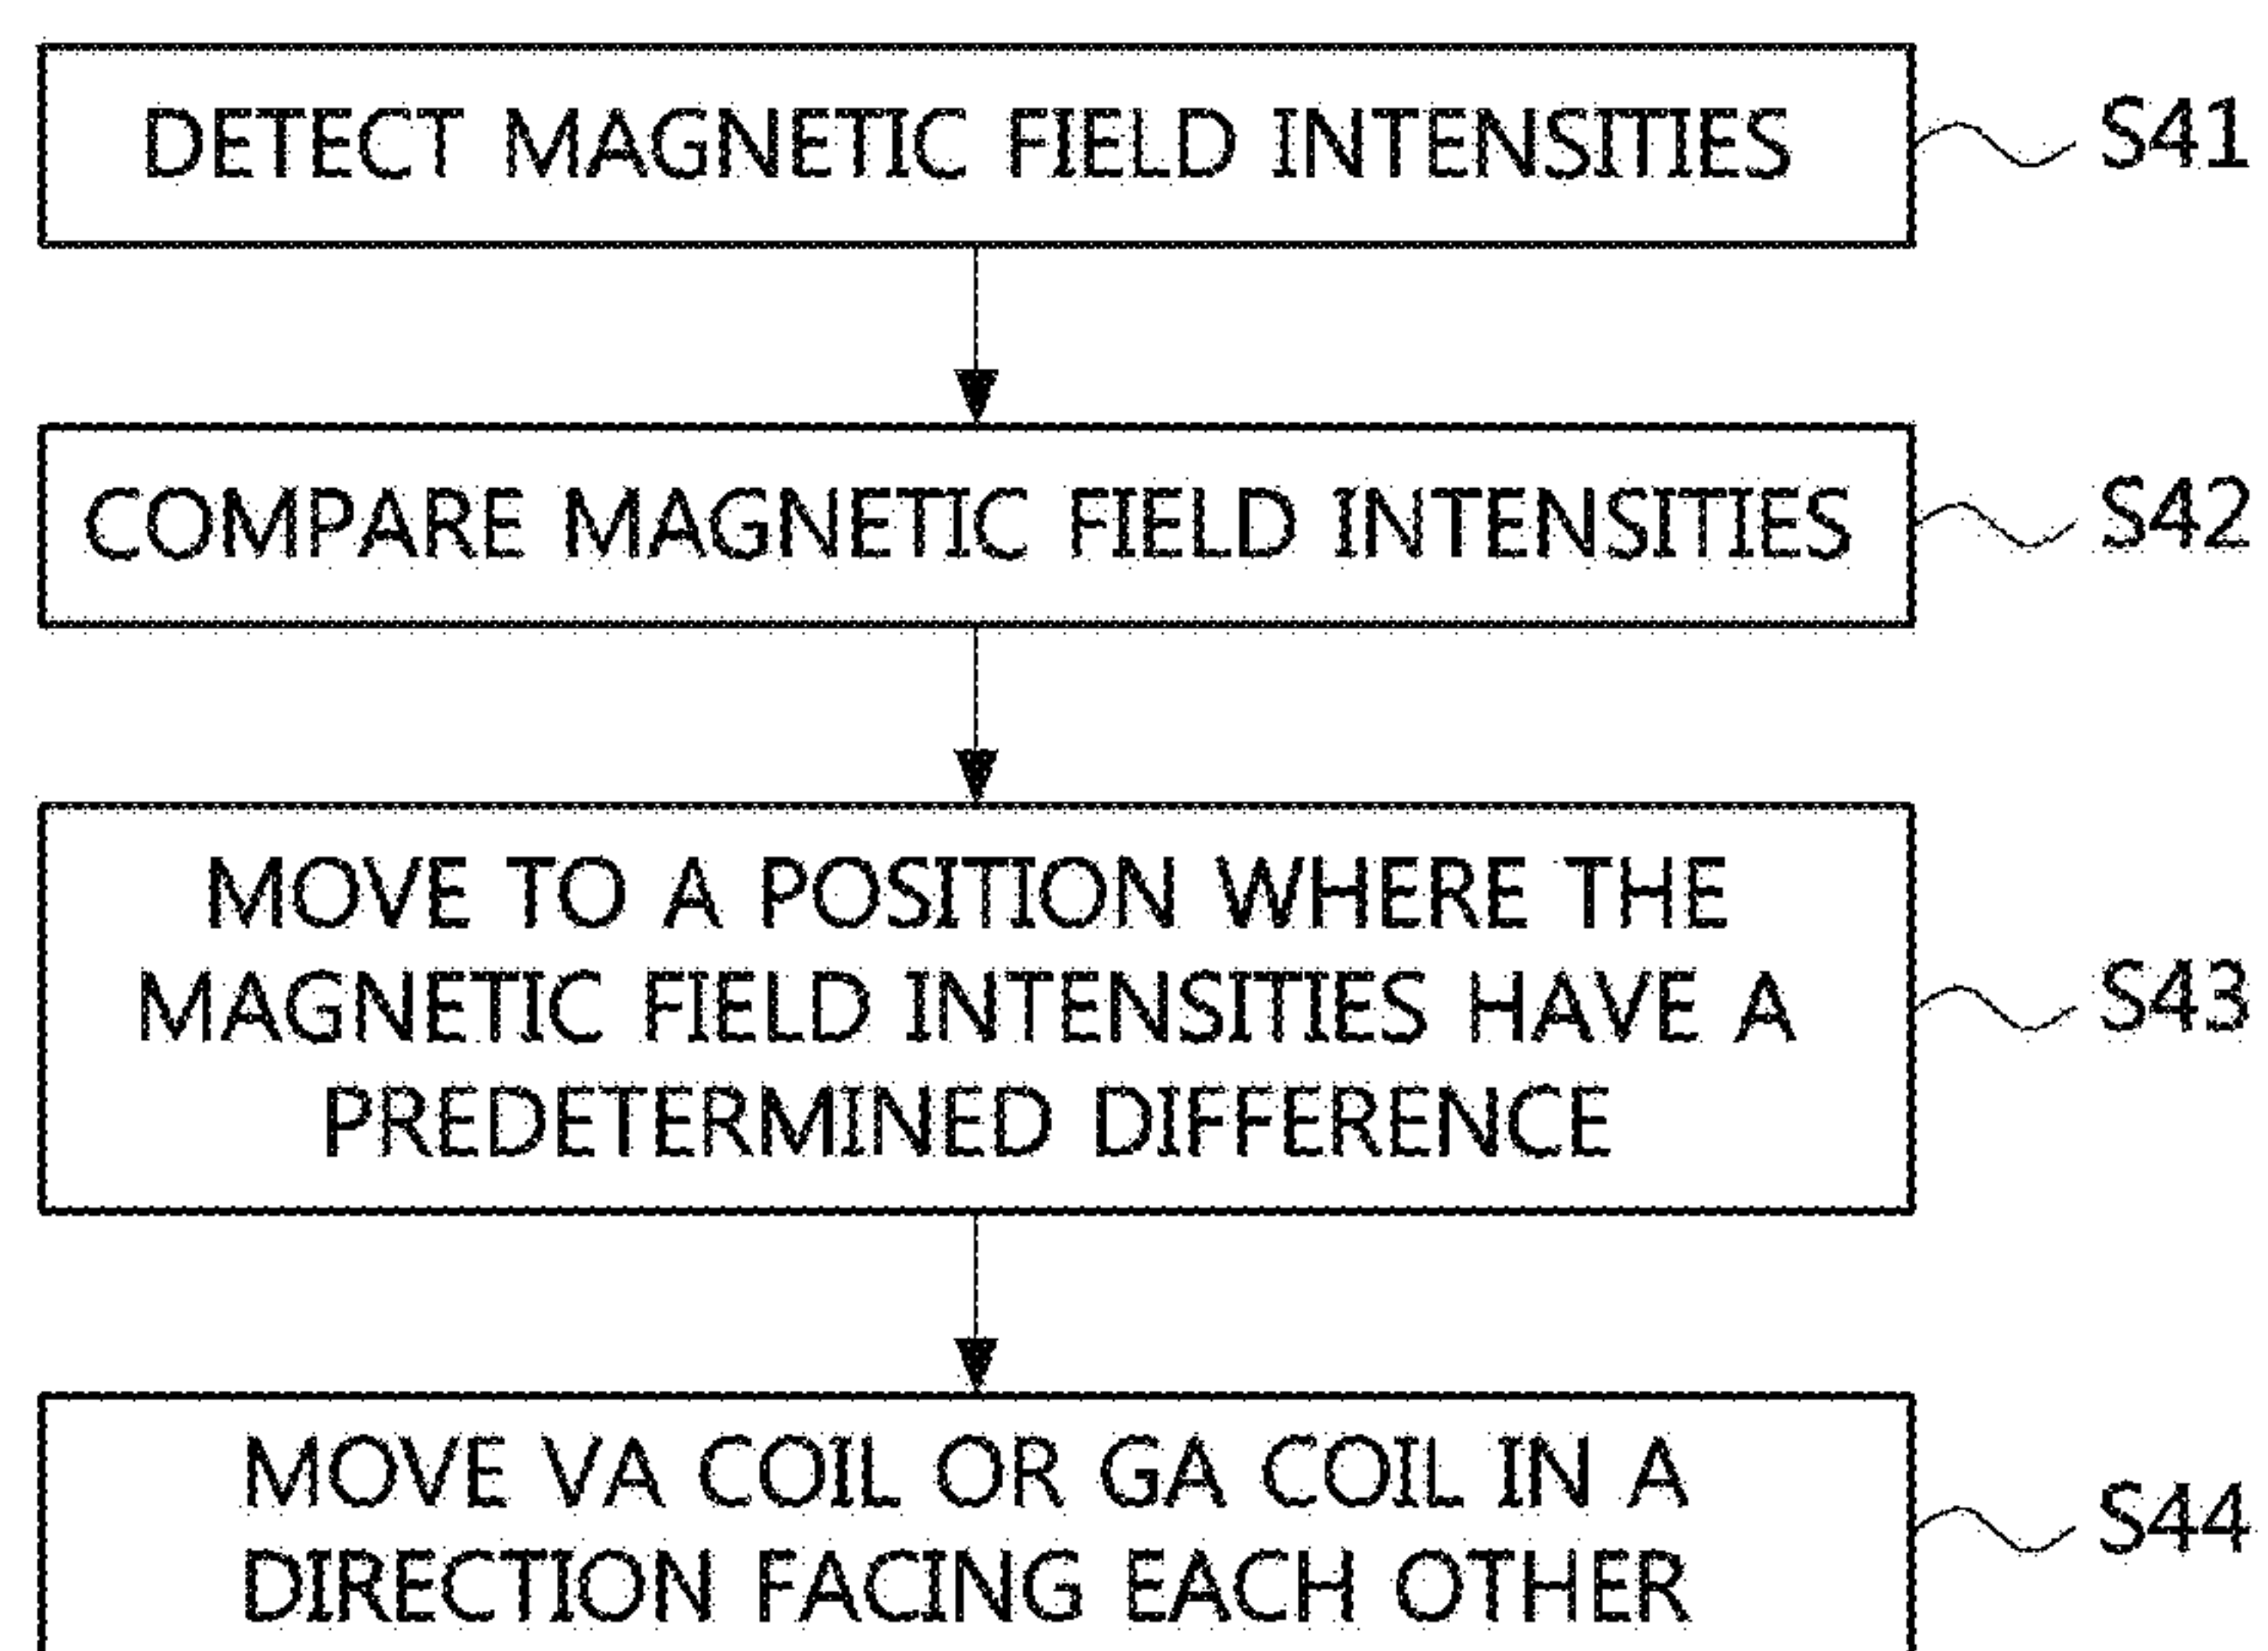 DETECT MAGNETIC FIELD INTENSITIES
S41
COMPARE MAGNETIC FIELD INTENSITIES
S42
MOVE TO A POSITION WHERE THE
MAGNETIC FIELD INTENSITIES HAVE A
PREDETERMINED DIFFERENCE
S43
MOVE VA COIL OR GA COIL IN A
DIRECTION FACING EACH OTHER
S44